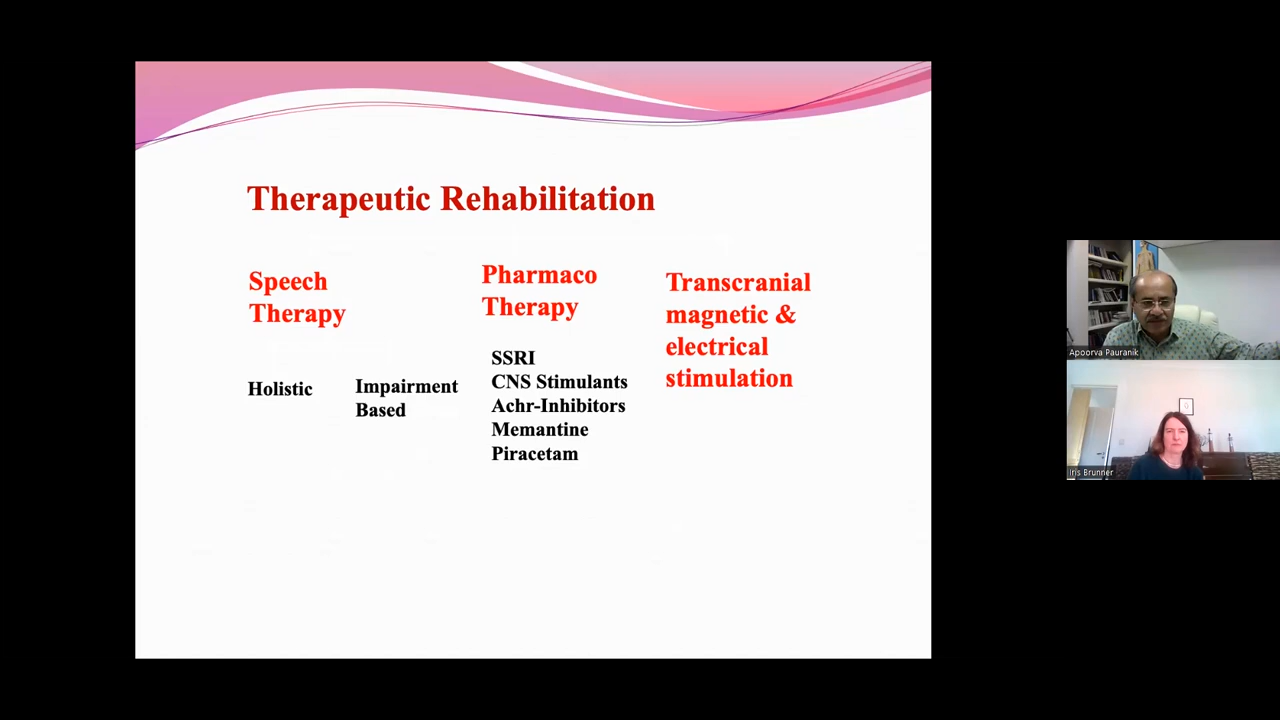 Therapeutic Rehabilitation
Speech
Therapy
Holistic
Impairment
Based
Pharmaco
Therapy
SSRI
CNS Stimulants
Achr-Inhibitors
Memantine
Piracetam
Transcranial
magnetic &
electrical
stimulation
Apoorva Pauranik
Iris Brunner